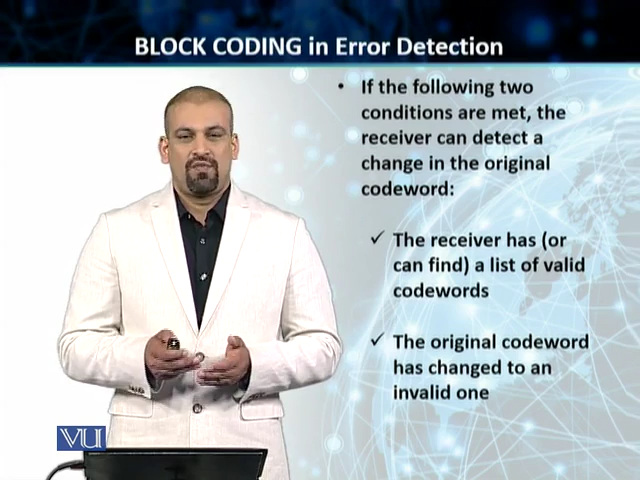 BLOCK CODING in Error Detection
• If the following two
conditions are met, the
receiver can detect a
change in the original
codeword:
✓ The receiver has (or
can find) a list of valid
codewords
✓ The original codeword
has changed to an
invalid one
VU